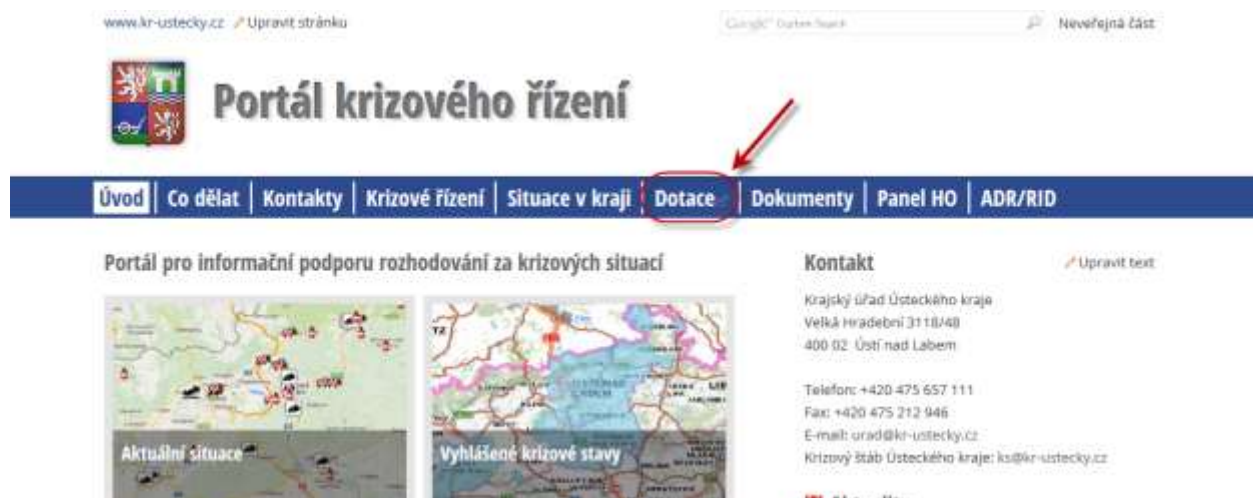 www.kr-ustecky.cz Upravit stránku
Google™ Custom Search Neveřejná část
Portál krizového řízení
Úvod Co dělat Kontakty Krizové řízení Situace v kraji Dotace Dokumenty Panel HO ADR/RID
Portál pro informační podporu rozhodování za krizových situací
Aktuální situace
Vyhlášené krizové stavy
Kontakt Upravit text
Krajský úřad Ústeckého kraje
Velká Hradební 3118/48
400 02 Ústí nad Labem
Telefon: +420 475 657 111
Fax: +420 475 212 946
E-mail: urad@kr-ustecky.cz
Krizový štáb Ústeckého kraje: ks@kr-ustecky.cz